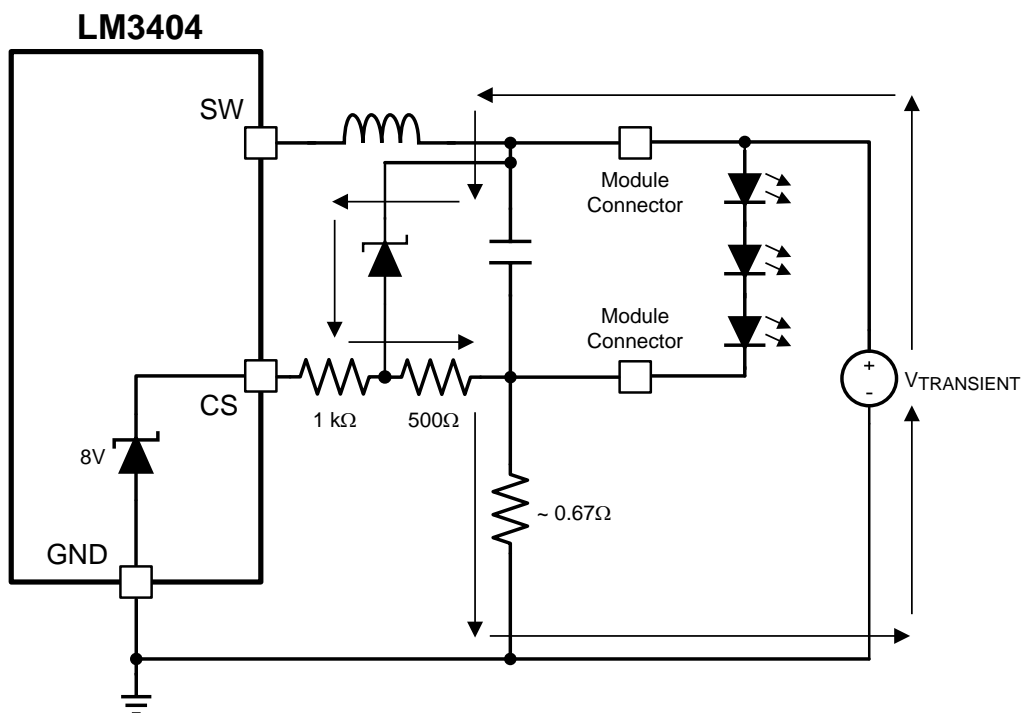 LM3404
SW
Module
Connector
Module
Connector
+
-
VTRANSIENT
CS
1 kΩ
500Ω
8V
~ 0.67Ω
GND